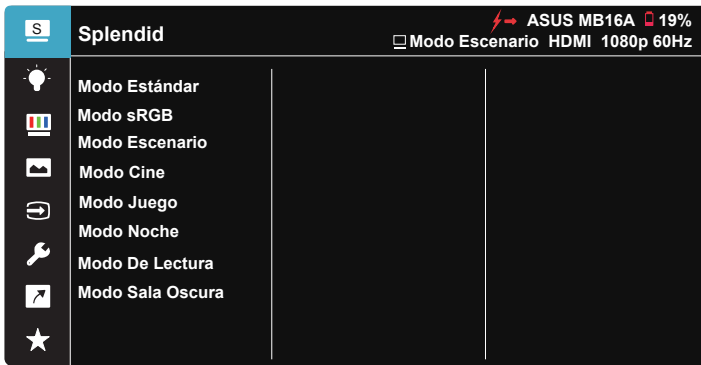 S
Splendid
ASUS MB16A 19%
Modo Escenario HDMI 1080p 60Hz
Modo Estándar
Modo sRGB
Modo Escenario
Modo Cine
Modo Juego
Modo Noche
Modo De Lectura
Modo Sala Oscura